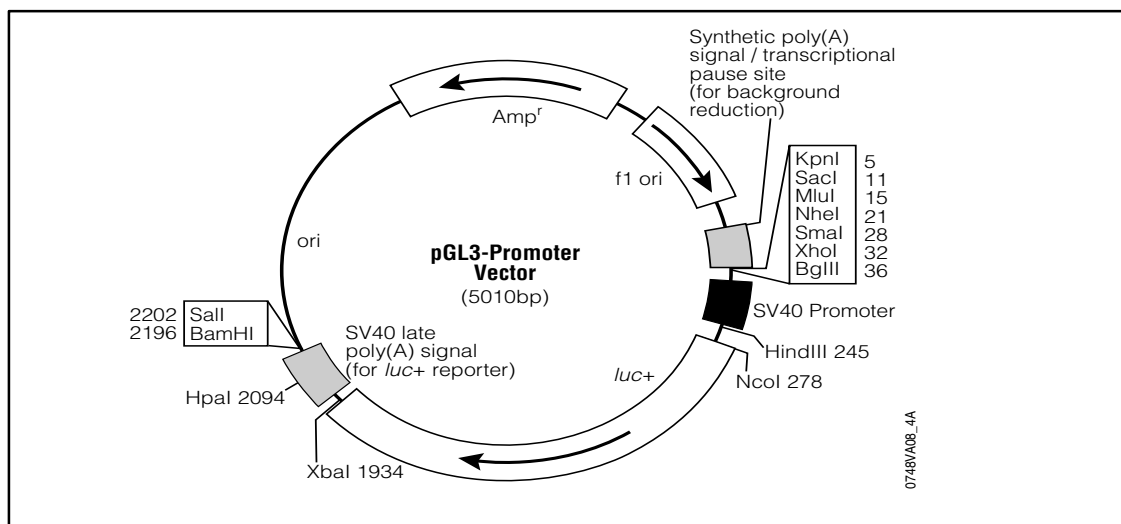 Synthetic poly(A)
signal / transcriptional
pause site
(for background
reduction)
Ampʳ
f1 ori
KpnI 5
SacI 11
MluI 15
NheI 21
SmaI 28
XhoI 32
BglII 36
ori
pGL3-Promoter
Vector
(5010bp)
SV40 Promoter
2202 SalI
2196 BamHI
SV40 late
poly(A) signal
(for luc+ reporter)
HindIII 245
luc+
NcoI 278
HpaI 2094
XbaI 1934
0748VA08_4A